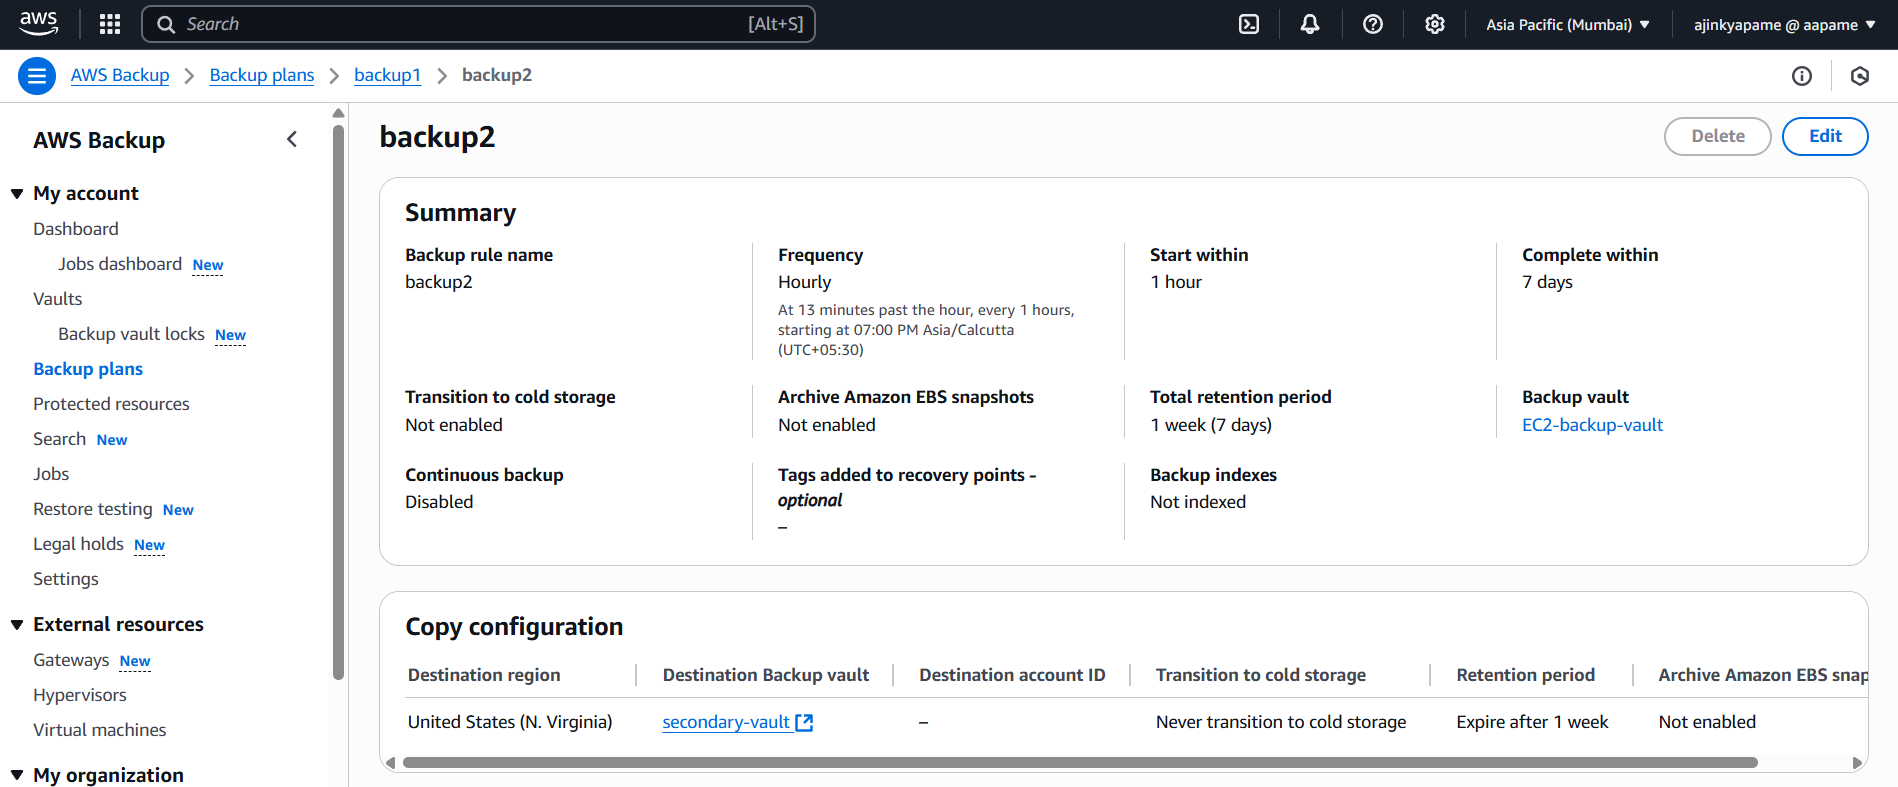 aws
Search [Alt+S]
Asia Pacific (Mumbai)
ajinkyapame @ aapame
AWS Backup
Backup plans
backup1
backup2
AWS Backup
My account
Dashboard
Jobs dashboard New
Vaults
Backup vault locks New
Backup plans
Protected resources
Search New
Jobs
Restore testing New
Legal holds New
Settings
External resources
Gateways New
Hypervisors
Virtual machines
My organization
backup2
Delete
Edit
Summary
Backup rule name
backup2
Frequency
Hourly
At 13 minutes past the hour, every 1 hours,
starting at 07:00 PM Asia/Calcutta
(UTC+05:30)
Start within
1 hour
Complete within
7 days
Transition to cold storage
Not enabled
Archive Amazon EBS snapshots
Not enabled
Total retention period
1 week (7 days)
Backup vault
EC2-backup-vault
Continuous backup
Disabled
Tags added to recovery points -
optional
–
Backup indexes
Not indexed
Copy configuration
Destination region Destination Backup vault Destination account ID Transition to cold storage Retention period Archive Amazon EBS snap
United States (N. Virginia) secondary-vault – Never transition to cold storage Expire after 1 week Not enabled